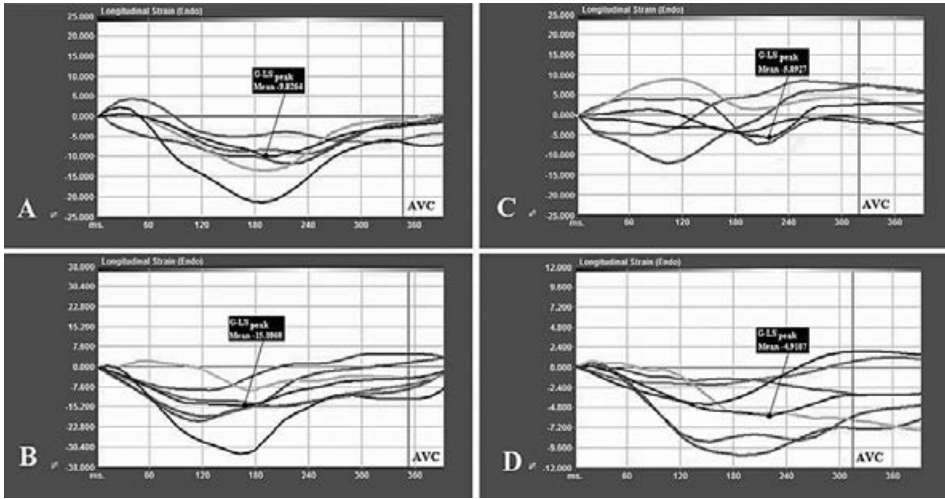 Longitudinal Strain (Endo)
25.000
20.000
15.000
10.000
5.000
0.000
-5.000
-10.000
-15.000
-20.000
-25.000
G-LS peak
Mean
A
%
AVC
ms. 60 120 180 240 300 360
Longitudinal Strain (Endo)
25.000
20.000
15.000
10.000
5.000
0.000
-5.000
-10.000
-15.000
-20.000
-25.000
G-LS peak
Mean
C
%
AVC
ms. 60 120 180 240 300 360
Longitudinal Strain (Endo)
38.000
30.400
22.800
15.200
7.600
0.000
-7.600
-15.200
-22.800
-30.400
-38.000
G-LS peak
Mean
B
%
AVC
ms. 60 120 180 240 300 360
Longitudinal Strain (Endo)
12.000
9.600
7.200
4.800
2.400
0.000
-2.400
-4.800
-7.200
-9.600
-12.000
G-LS peak
Mean -4.9107
D
%
AVC
ms. 60 120 180 240 300 360